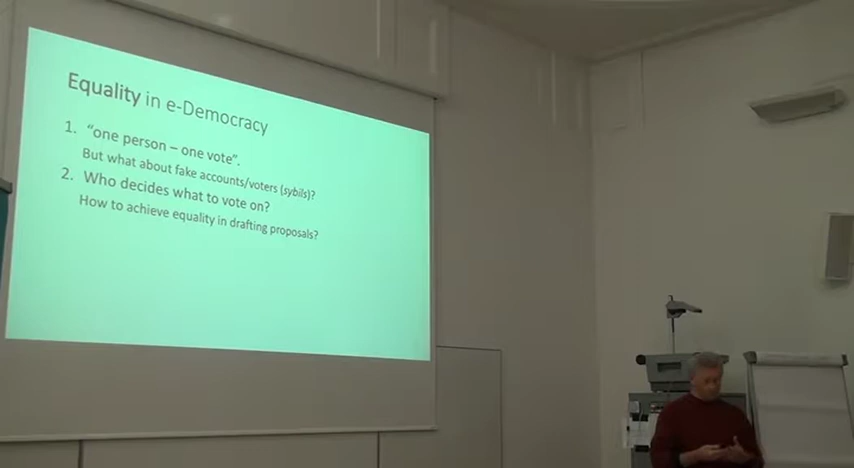 Equality in e-Democracy
1. “one person – one vote”.
But what about fake accounts/voters (sybils)?
2. Who decides what to vote on?
How to achieve equality in drafting proposals?